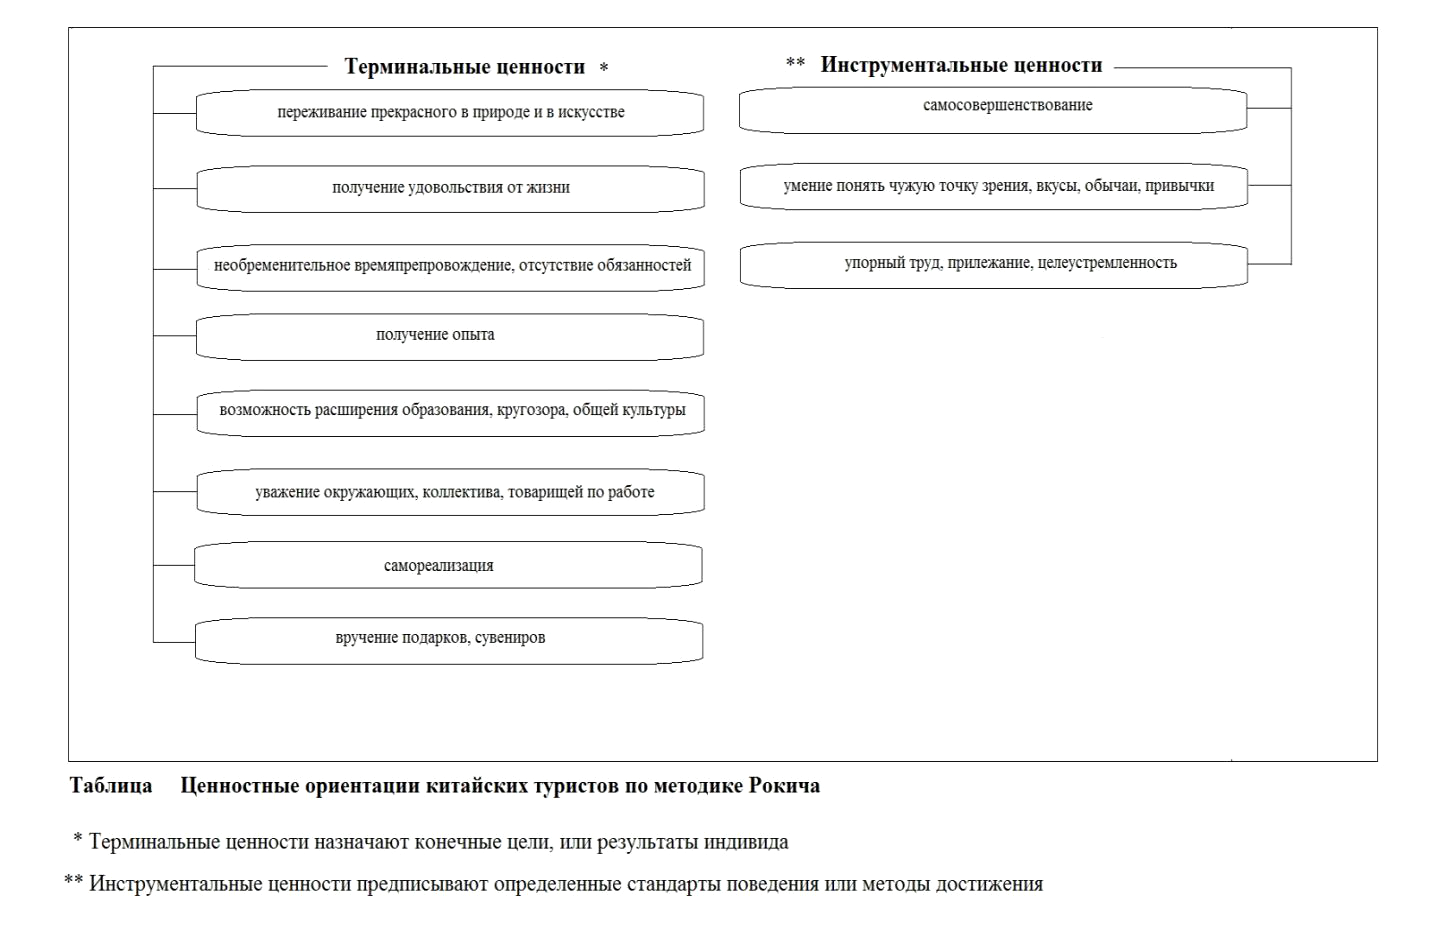 Терминальные ценности *
переживание прекрасного в природе и в искусстве
получение удовольствия от жизни
необременительное времяпрепровождение, отсутствие обязанностей
получение опыта
возможность расширения образования, кругозора, общей культуры
уважение окружающих, коллектива, товарищей по работе
самореализация
вручение подарков, сувениров
** Инструментальные ценности
самосовершенствование
умение понять чужую точку зрения, вкусы, обычаи, привычки
упорный труд, прилежание, целеустремленность
Таблица Ценностные ориентации китайских туристов по методике Рокича
* Терминальные ценности назначают конечные цели, или результаты индивида
** Инструментальные ценности предписывают определенные стандарты поведения или методы достижения